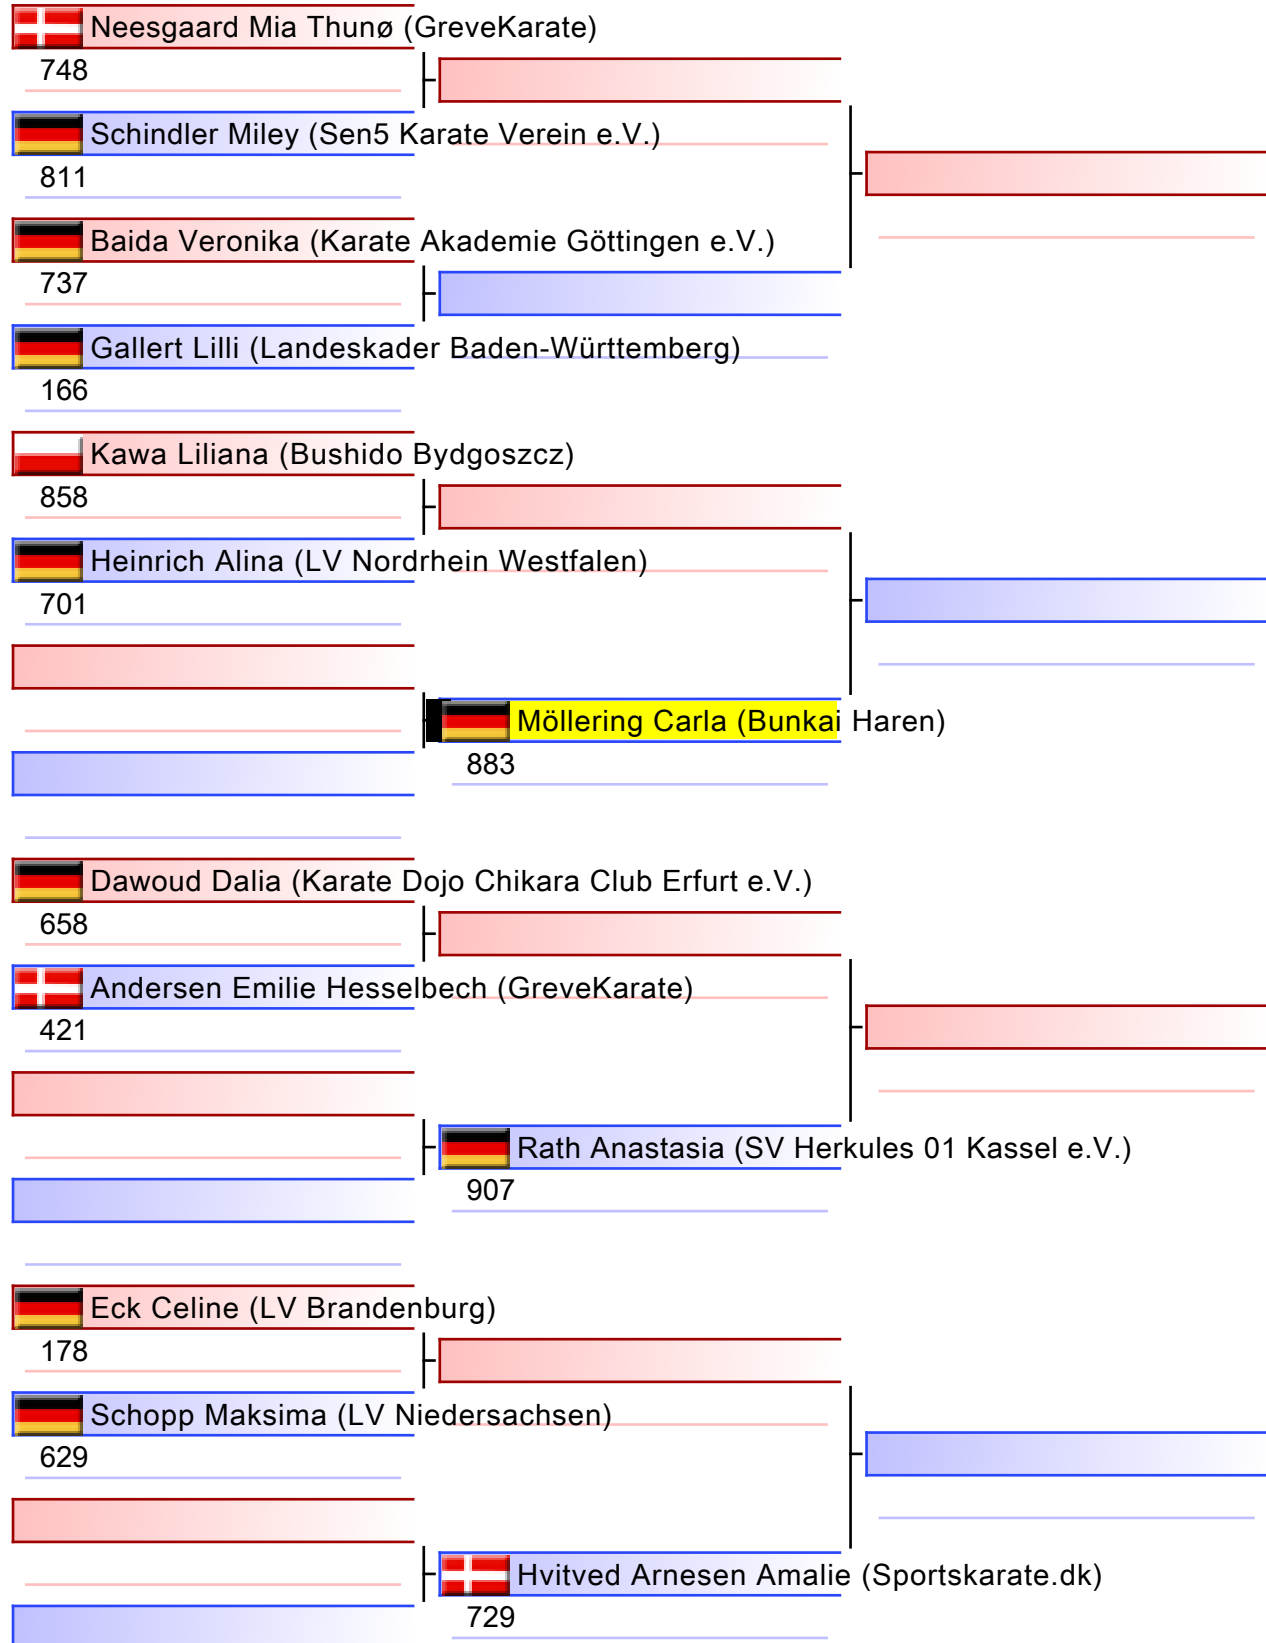 Neesgaard Mia Thunø (GreveKarate)
748
Schindler Miley (Sen5 Karate Verein e.V.)
811
Baida Veronika (Karate Akademie Göttingen e.V.)
737
Gallert Lilli (Landeskader Baden-Württemberg)
166
Kawa Liliana (Bushido Bydgoszcz)
858
Heinrich Alina (LV Nordrhein Westfalen)
701
Möllering Carla (Bunkai Haren)
883
Dawoud Dalia (Karate Dojo Chikara Club Erfurt e.V.)
658
Andersen Emilie Hesselbech (GreveKarate)
421
Rath Anastasia (SV Herkules 01 Kassel e.V.)
907
Eck Celine (LV Brandenburg)
178
Schopp Maksima (LV Niedersachsen)
629
Hvitved Arnesen Amalie (Sportskarate.dk)
729